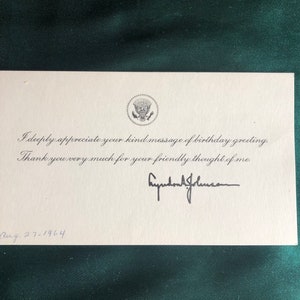 I deeply appreciate your kind message of birthday greeting.
Thank you very much for your friendly thought of me.
Lyndon B Johnson
Aug. 27-1964